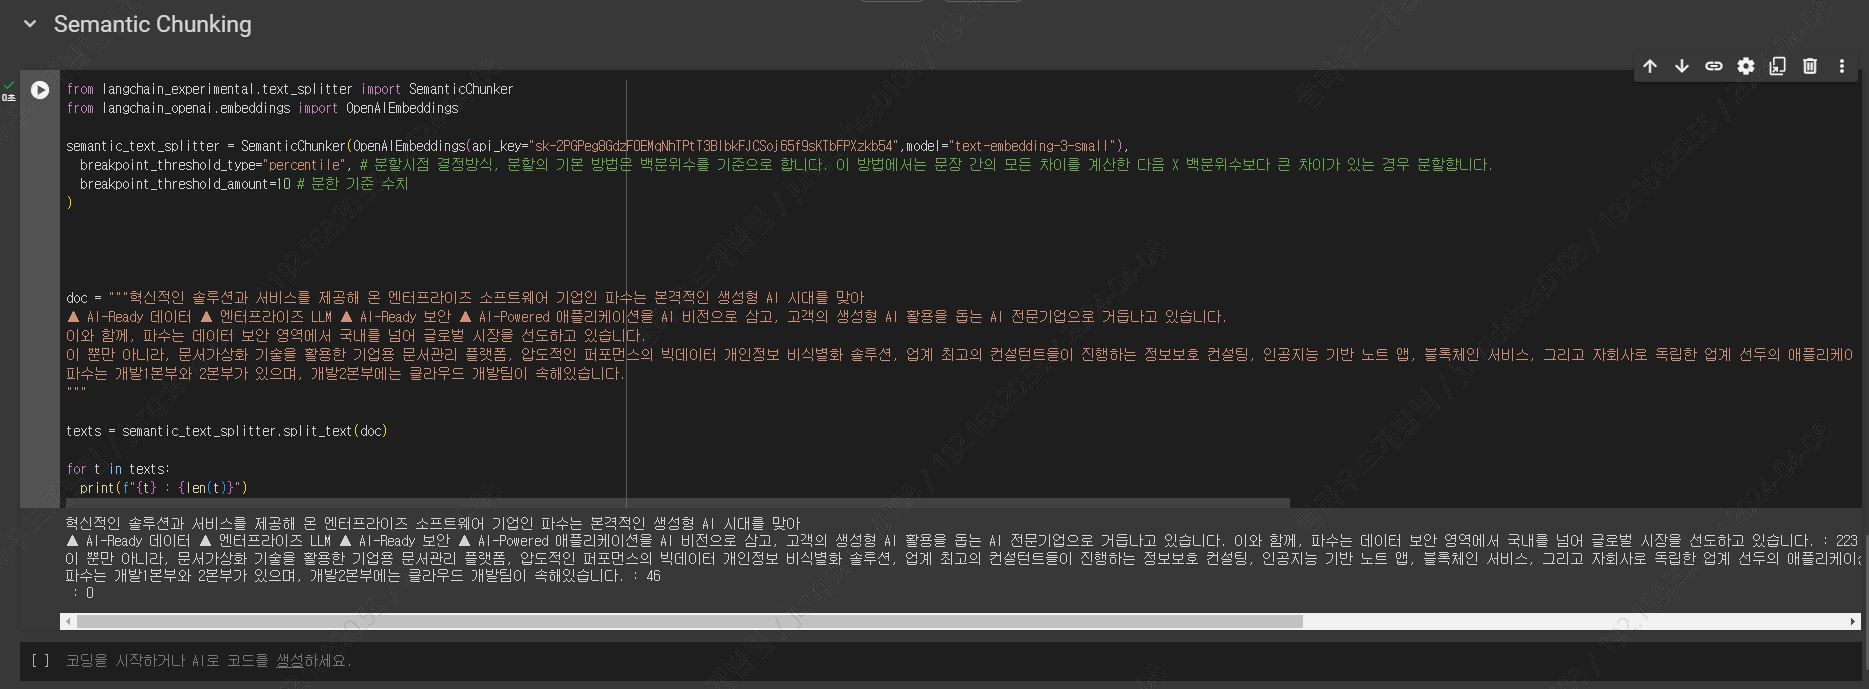 Semantic Chunking
0초
from langchain_experimental.text_splitter import SemanticChunker
from langchain_openai.embeddings import OpenAIEmbeddings
semantic_text_splitter = SemanticChunker(OpenAIEmbeddings(api_key="",model="text-embedding-3-small"),
breakpoint_threshold_type="percentile", # 분할시점 결정방식, 분할의 기본 방법은 백분위수를 기준으로 합니다. 이 방법에서는 문장 간의 모든 차이를 계산한 다음 X 백분위수보다 큰 차이가 있는 경우 분할합니다.
breakpoint_threshold_amount=10 # 분한 기준 수치
)
doc = """혁신적인 솔루션과 서비스를 제공해 온 엔터프라이즈 소프트웨어 기업인 파수는 본격적인 생성형 AI 시대를 맞아
▲ AI-Ready 데이터 ▲ 엔터프라이즈 LLM ▲ AI-Ready 보안 ▲ AI-Powered 애플리케이션을 AI 비전으로 삼고, 고객의 생성형 AI 활용을 돕는 AI 전문기업으로 거듭나고 있습니다.
이와 함께, 파수는 데이터 보안 영역에서 국내를 넘어 글로벌 시장을 선도하고 있습니다.
이 뿐만 아니라, 문서가상화 기술을 활용한 기업용 문서관리 플랫폼, 압도적인 퍼포먼스의 빅데이터 개인정보 비식별화 솔루션, 업계 최고의 컨설턴트들이 진행하는 정보보호 컨설팅, 인공지능 기반 노트 앱, 블록체인 서비스, 그리고 자회사로 독립한 업계 선두의 애플리케이
파수는 개발1본부와 2본부가 있으며, 개발2본부에는 클라우드 개발팀이 속해있습니다.
"""
texts = semantic_text_splitter.split_text(doc)
for t in texts:
print(f"{t} : {len(t)}")
혁신적인 솔루션과 서비스를 제공해 온 엔터프라이즈 소프트웨어 기업인 파수는 본격적인 생성형 AI 시대를 맞아
▲ AI-Ready 데이터 ▲ 엔터프라이즈 LLM ▲ AI-Ready 보안 ▲ AI-Powered 애플리케이션을 AI 비전으로 삼고, 고객의 생성형 AI 활용을 돕는 AI 전문기업으로 거듭나고 있습니다. 이와 함께, 파수는 데이터 보안 영역에서 국내를 넘어 글로벌 시장을 선도하고 있습니다. : 223
이 뿐만 아니라, 문서가상화 기술을 활용한 기업용 문서관리 플랫폼, 압도적인 퍼포먼스의 빅데이터 개인정보 비식별화 솔루션, 업계 최고의 컨설턴트들이 진행하는 정보보호 컨설팅, 인공지능 기반 노트 앱, 블록체인 서비스, 그리고 자회사로 독립한 업계 선두의 애플리케이
파수는 개발1본부와 2본부가 있으며, 개발2본부에는 클라우드 개발팀이 속해있습니다. : 46
: 0
[ ] 코딩을 시작하거나 AI로 코드를 생성하세요.